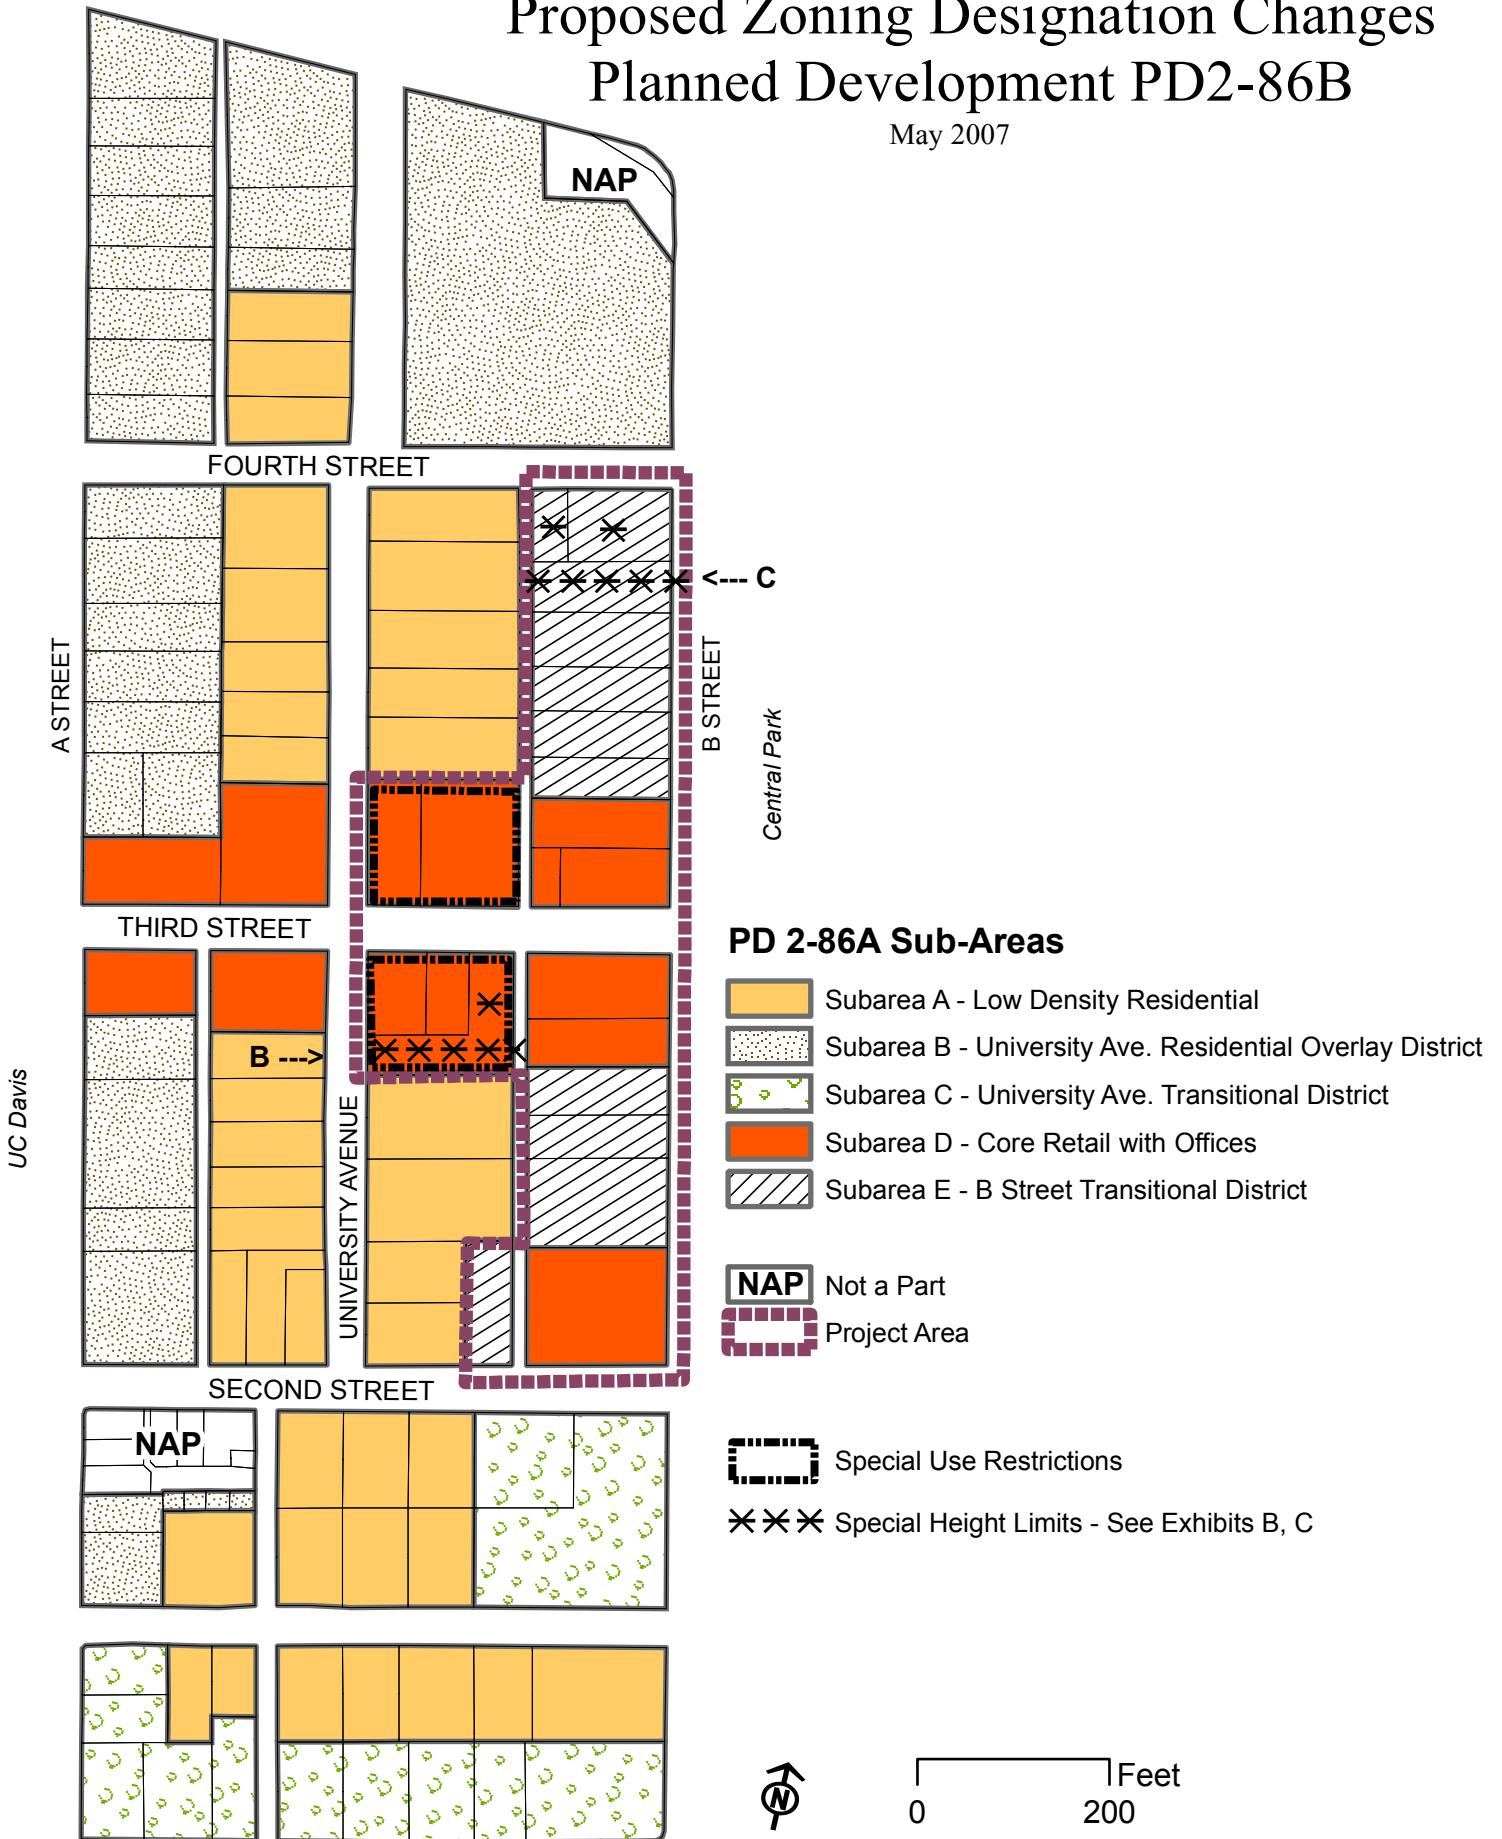 Proposed Zoning Designation Changes
Planned Development PD2-86B
May 2007
NAP
FOURTH STREET
<--- C
A STREET
B STREET
Central Park
THIRD STREET
B --->
UC Davis
UNIVERSITY AVENUE
SECOND STREET
NAP
PD 2-86A Sub-Areas
Subarea A - Low Density Residential
Subarea B - University Ave. Residential Overlay District
Subarea C - University Ave. Transitional District
Subarea D - Core Retail with Offices
Subarea E - B Street Transitional District
NAP Not a Part
Project Area
Special Use Restrictions
Special Height Limits - See Exhibits B, C
N
Feet
0 200